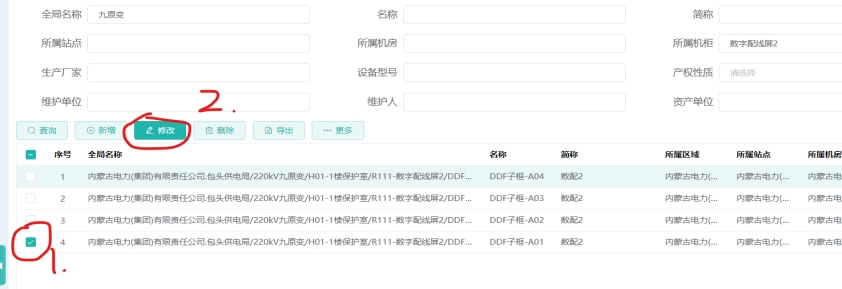 全局名称 九原变 名称 简称
所属站点 所属机房 所属机柜 数字配线屏2
生产厂家 设备型号 产权性质 请选择
维护单位 维护人 资产单位
2.
查询 新增 修改 删除 导出 更多
序号 全局名称 名称 简称 所属区域 所属站点 所属机房
1 内蒙古电力(集团)有限责任公司.包头供电局/220kV九原变/H01-1楼保护室/R111-数字配线屏2/DDF... DDF子框-A04 数配2 内蒙古电力(... 内蒙古电力(... 内蒙古电
2 内蒙古电力(集团)有限责任公司.包头供电局/220kV九原变/H01-1楼保护室/R111-数字配线屏2/DDF... DDF子框-A03 数配2 内蒙古电力(... 内蒙古电力(... 内蒙古电
3 内蒙古电力(集团)有限责任公司.包头供电局/220kV九原变/H01-1楼保护室/R111-数字配线屏2/DDF... DDF子框-A02 数配2 内蒙古电力(... 内蒙古电力(... 内蒙古电
4 内蒙古电力(集团)有限责任公司.包头供电局/220kV九原变/H01-1楼保护室/R111-数字配线屏2/DDF... DDF子框-A01 数配2 内蒙古电力(... 内蒙古电力(... 内蒙古电
1.